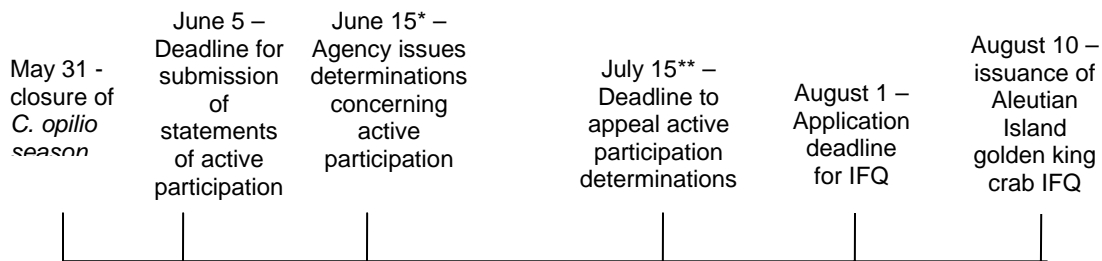 May 31 -
closure of
C. opilio
season
June 5 –
Deadline for
submission
of
statements
of active
participation
June 15* –
Agency issues
determinations
concerning
active
participation
July 15** –
Deadline to
appeal active
participation
determinations
August 1 –
Application
deadline
for IFQ
August 10 –
issuance of
Aleutian
Island
golden king
crab IFQ